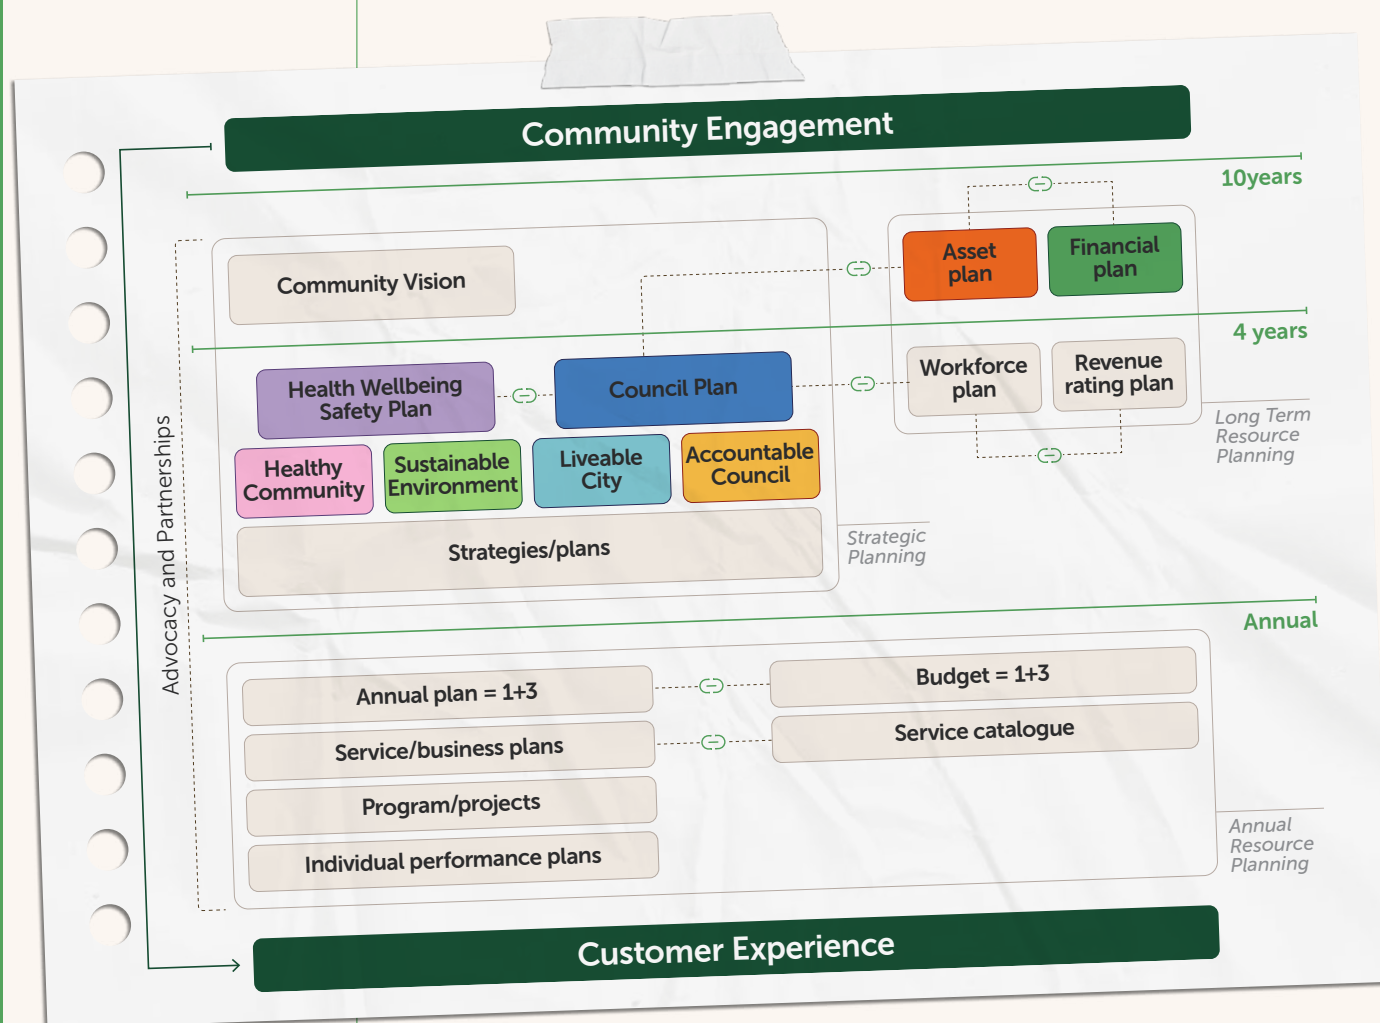 Community Engagement
10years
Community Vision
Asset
plan
Financial
plan
4 years
Health Wellbeing
Safety Plan
Council Plan
Workforce
plan
Revenue
rating plan
Long Term
Resource
Planning
Healthy
Community
Sustainable
Environment
Liveable
City
Accountable
Council
Strategies/plans
Strategic
Planning
Advocacy and Partnerships
Annual
Annual plan = 1+3
Budget = 1+3
Service/business plans
Service catalogue
Program/projects
Individual performance plans
Annual
Resource
Planning
Customer Experience